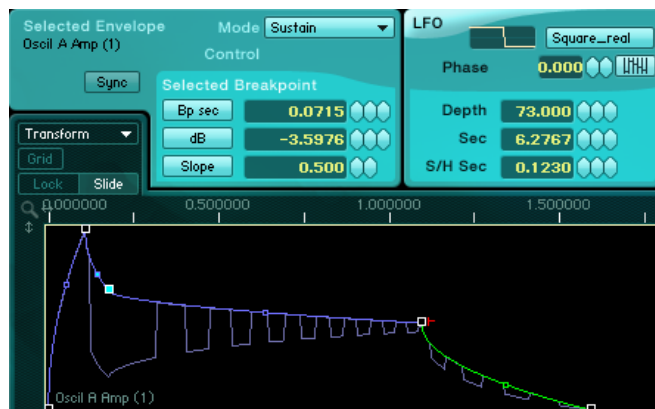 Selected Envelope
Oscil A Amp (1)
Mode Sustain
Control
Sync
Selected Breakpoint
Bp sec 0.0715
dB -3.5976
Slope 0.500
LFO
Square_real
Phase 0.000
Depth 73.000
Sec 6.2767
S/H Sec 0.1230
Transform
Grid
Lock Slide
0.000000 0.500000 1.000000 1.500000
Oscil A Amp (1)